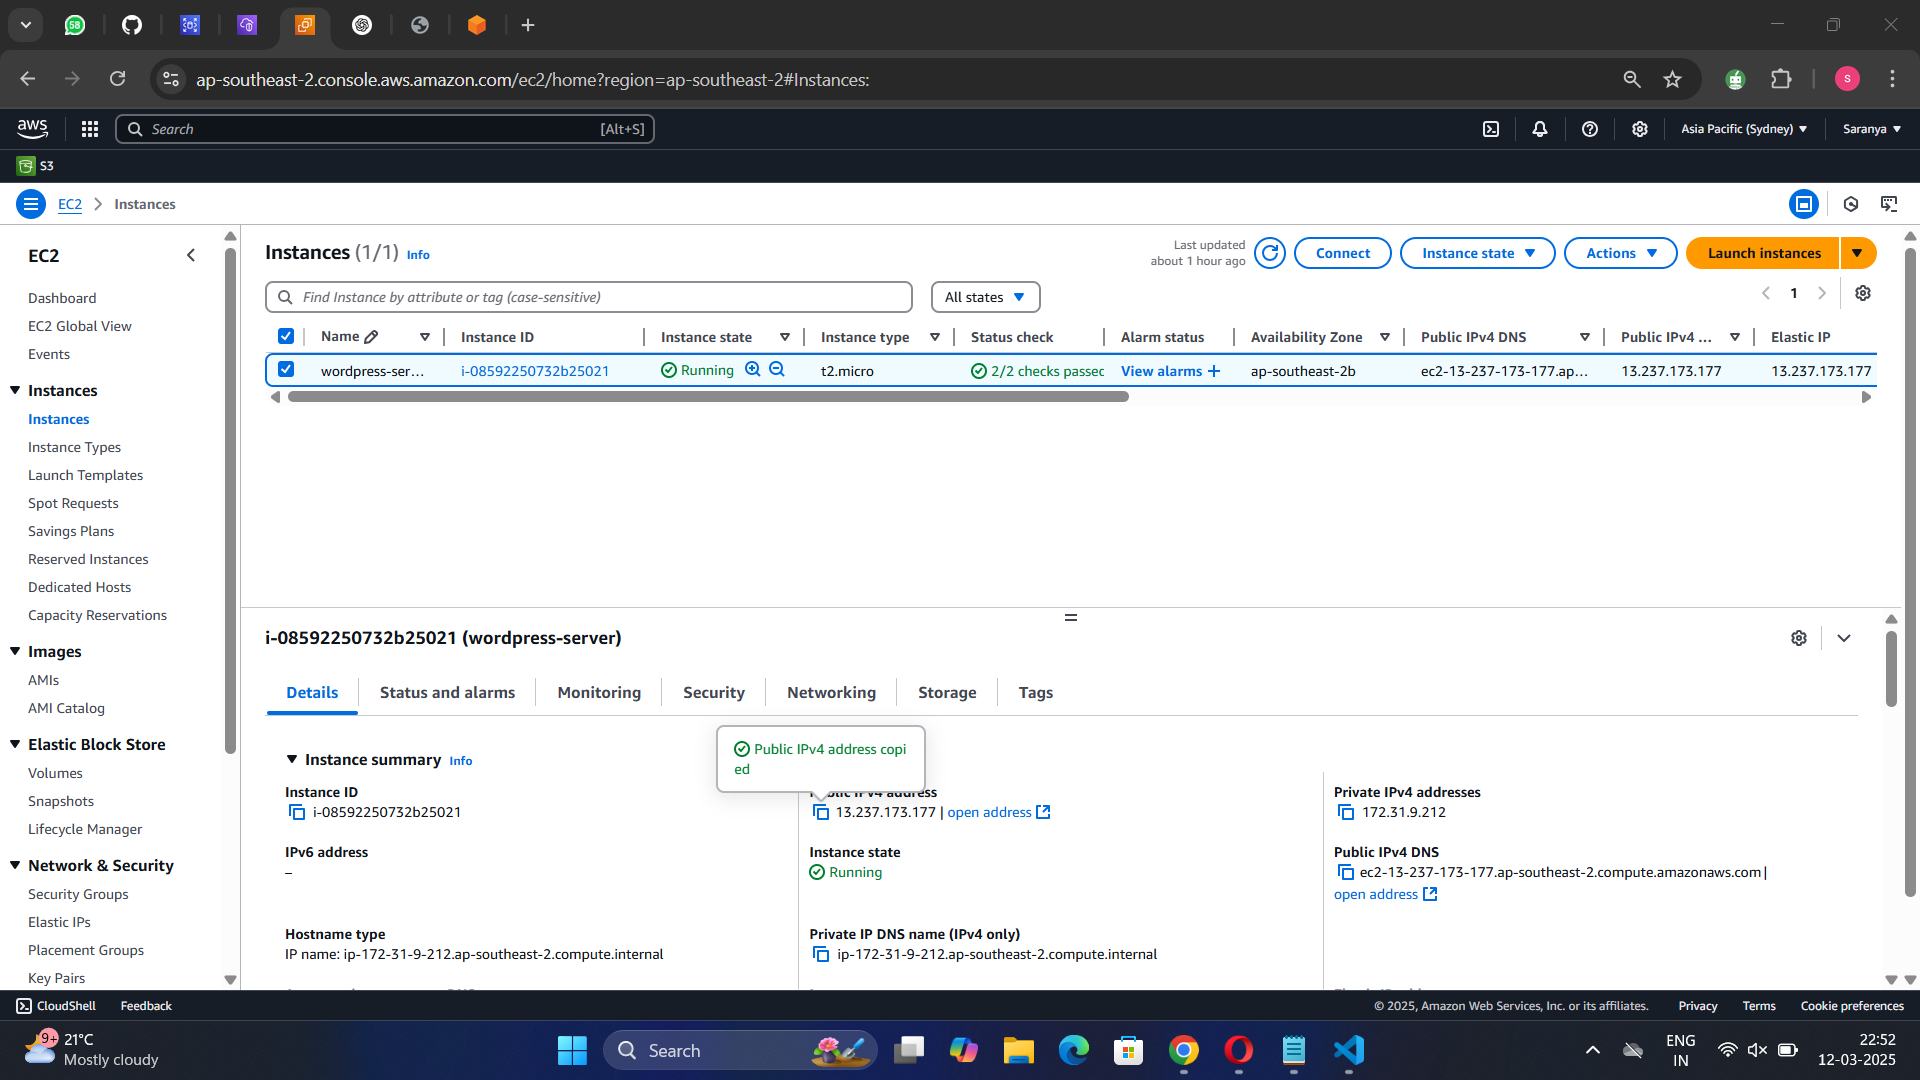 58
ap-southeast-2.console.aws.amazon.com/ec2/home?region=ap-southeast-2#Instances:
S
aws
Search [Alt+S]
Asia Pacific (Sydney)
Saranya
S3
EC2 > Instances
EC2
Dashboard
EC2 Global View
Events
Instances
Instances
Instance Types
Launch Templates
Spot Requests
Savings Plans
Reserved Instances
Dedicated Hosts
Capacity Reservations
Images
AMIs
AMI Catalog
Elastic Block Store
Volumes
Snapshots
Lifecycle Manager
Network & Security
Security Groups
Elastic IPs
Placement Groups
Key Pairs
Instances (1/1) Info
Last updated
about 1 hour ago
Connect
Instance state
Actions
Launch instances
Find Instance by attribute or tag (case-sensitive)
All states
1
Name Instance ID Instance state Instance type Status check Alarm status Availability Zone Public IPv4 DNS Public IPv4 ... Elastic IP
wordpress-ser... i-08592250732b25021 Running t2.micro 2/2 checks passec View alarms + ap-southeast-2b ec2-13-237-173-177.ap... 13.237.173.177 13.237.173.177
i-08592250732b25021 (wordpress-server)
Details Status and alarms Monitoring Security Networking Storage Tags
Public IPv4 address copi
ed
Instance summary Info
Instance ID
i-08592250732b25021
Public IPv4 address
13.237.173.177 | open address
Private IPv4 addresses
172.31.9.212
IPv6 address
–
Instance state
Running
Public IPv4 DNS
ec2-13-237-173-177.ap-southeast-2.compute.amazonaws.com |
open address
Hostname type
IP name: ip-172-31-9-212.ap-southeast-2.compute.internal
Private IP DNS name (IPv4 only)
ip-172-31-9-212.ap-southeast-2.compute.internal
CloudShell Feedback
© 2025, Amazon Web Services, Inc. or its affiliates. Privacy Terms Cookie preferences
9+
21°C
Mostly cloudy
Search
ENG
IN
22:52
12-03-2025